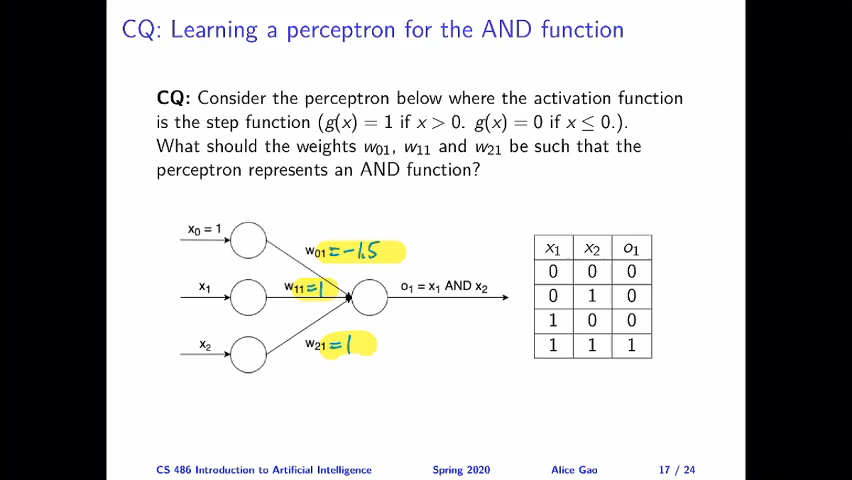 CQ: Learning a perceptron for the AND function
CQ: Consider the perceptron below where the activation function
is the step function (g(x) = 1 if x > 0. g(x) = 0 if x ≤ 0.).
What should the weights w₀₁, w₁₁ and w₂₁ be such that the
perceptron represents an AND function?
x₀ = 1
w₀₁ = -1.5
x₁
w₁₁ = 1
o₁ = x₁ AND x₂
x₂
w₂₁ = 1
x₁ x₂ o₁
0 0 0
0 1 0
1 0 0
1 1 1
CS 486 Introduction to Artificial Intelligence Spring 2020 Alice Gao 17 / 24